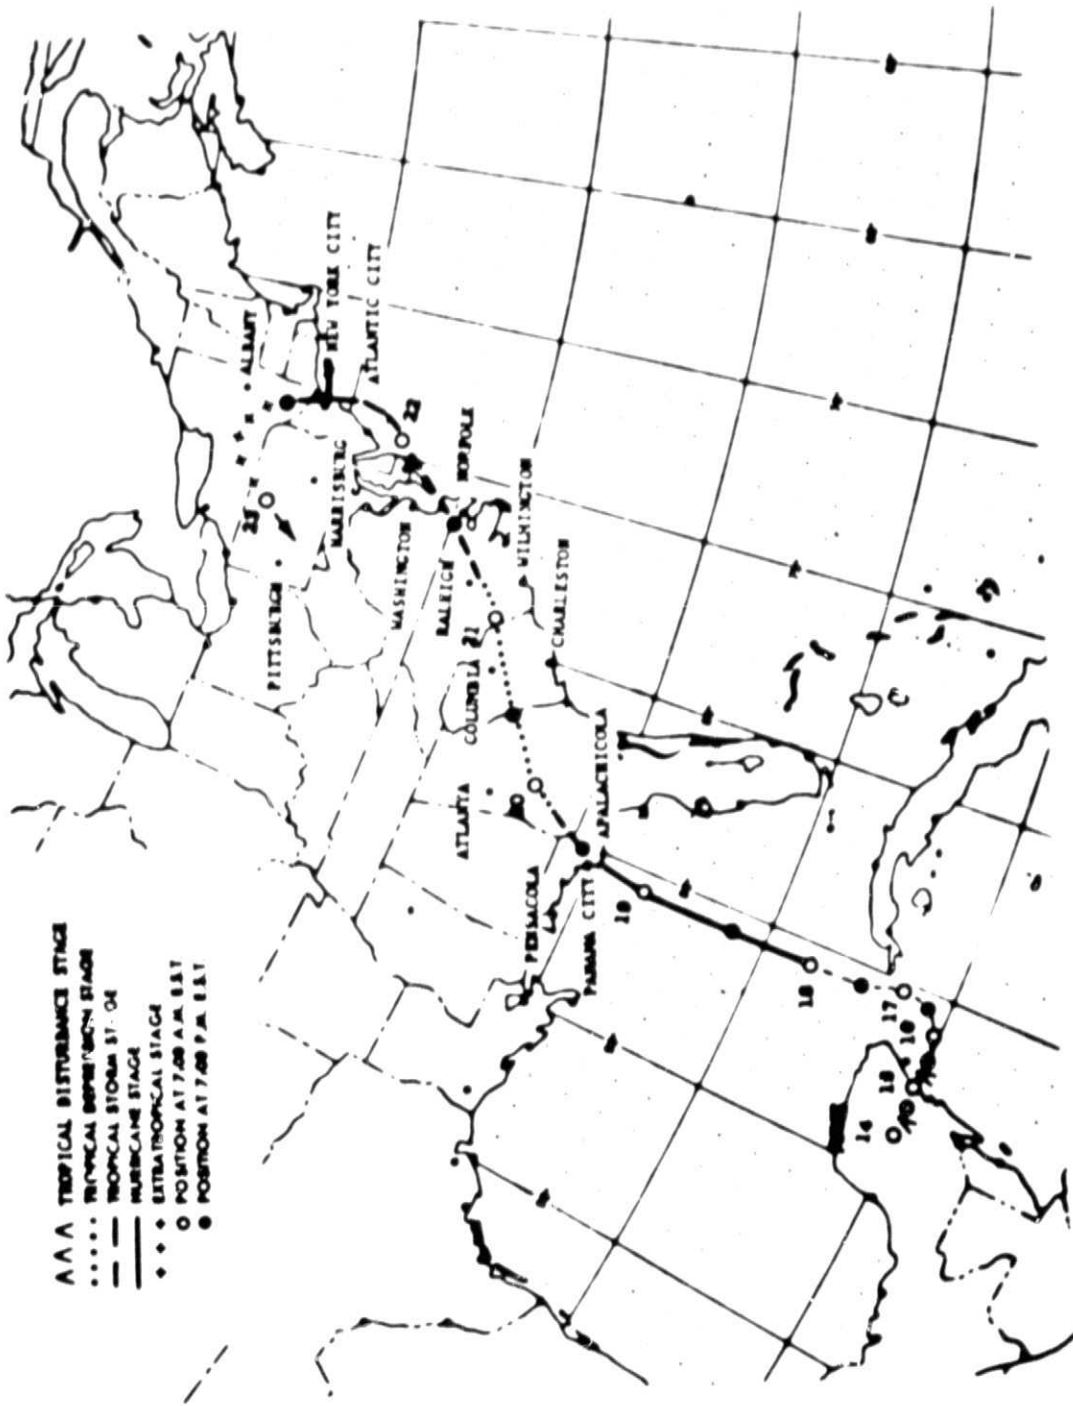 TROPICAL DISTURBANCE STAGE
TROPICAL DEPRESSION STAGE
TROPICAL STORM ST GE
HURRICANE STAGE
EXTRATROPICAL STAGE
POSITION AT 7:00 A.M. E.S.T
POSITION AT 7:00 P.M. E.S.T
ALBANY
NEW YORK CITY
ATLANTIC CITY
23
22
HARRISBURG
PITTSBURGH
WASHINGTON
NORFOLK
RALEIGH
WILMINGTON
COLUMBIA
21
CHARLESTON
ATLANTA
20
APALACHICOLA
PENSACOLA
PANAMA CITY
19
18
17
16
15
14